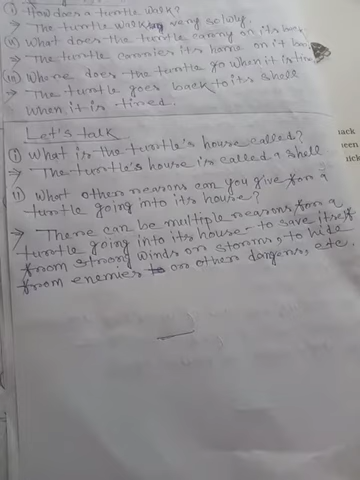 (i) How does a turtle walk?
→ The turtle walks very slowly.
(ii) What does the turtle carry on its back
→ The turtle carries its home on it
(iii) Where does the turtle go when it is
→ The turtle goes back to its shell
when it is tired.
Let's talk
(i) What is the turtle's house called?
→ The turtle's house is called a shell
(ii) What other reasons can you give for a
turtle going into its house?
→ There can be multiple reasons for a
turtle going into its house - to save itself
from strong winds or storms, to hide
from enemies or other dangers, etc.